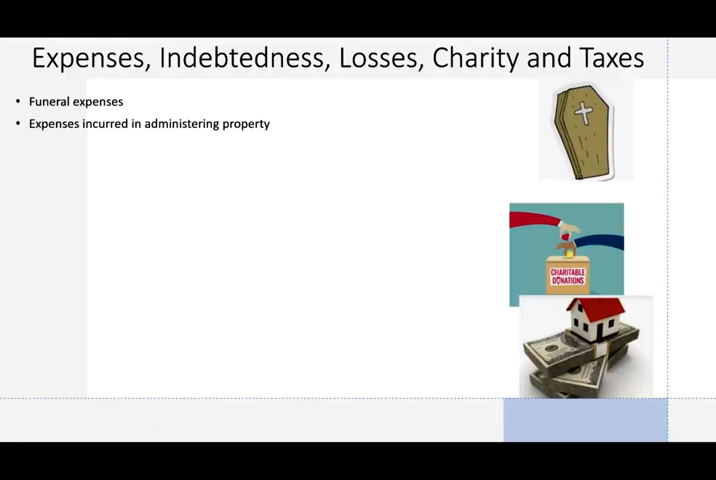 Expenses, Indebtedness, Losses, Charity and Taxes
• Funeral expenses
• Expenses incurred in administering property
CHARITABLE
DONATIONS